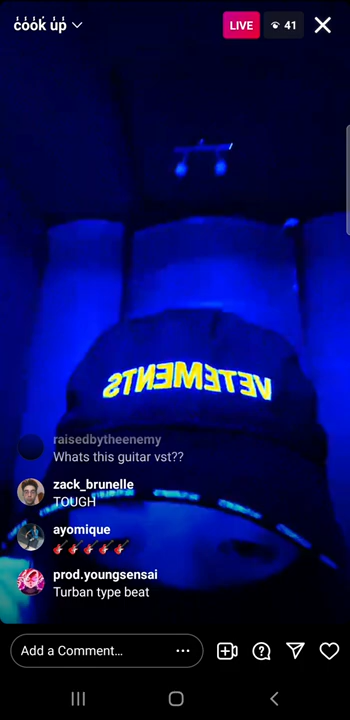 cook up
LIVE
41
VETEMENTS
raisedbytheenemy
Whats this guitar vst??
zack_brunelle
TOUGH
ayomique
🎸🎸🎸🎸🎸
prod.youngsensai
Turban type beat
Add a Comment...